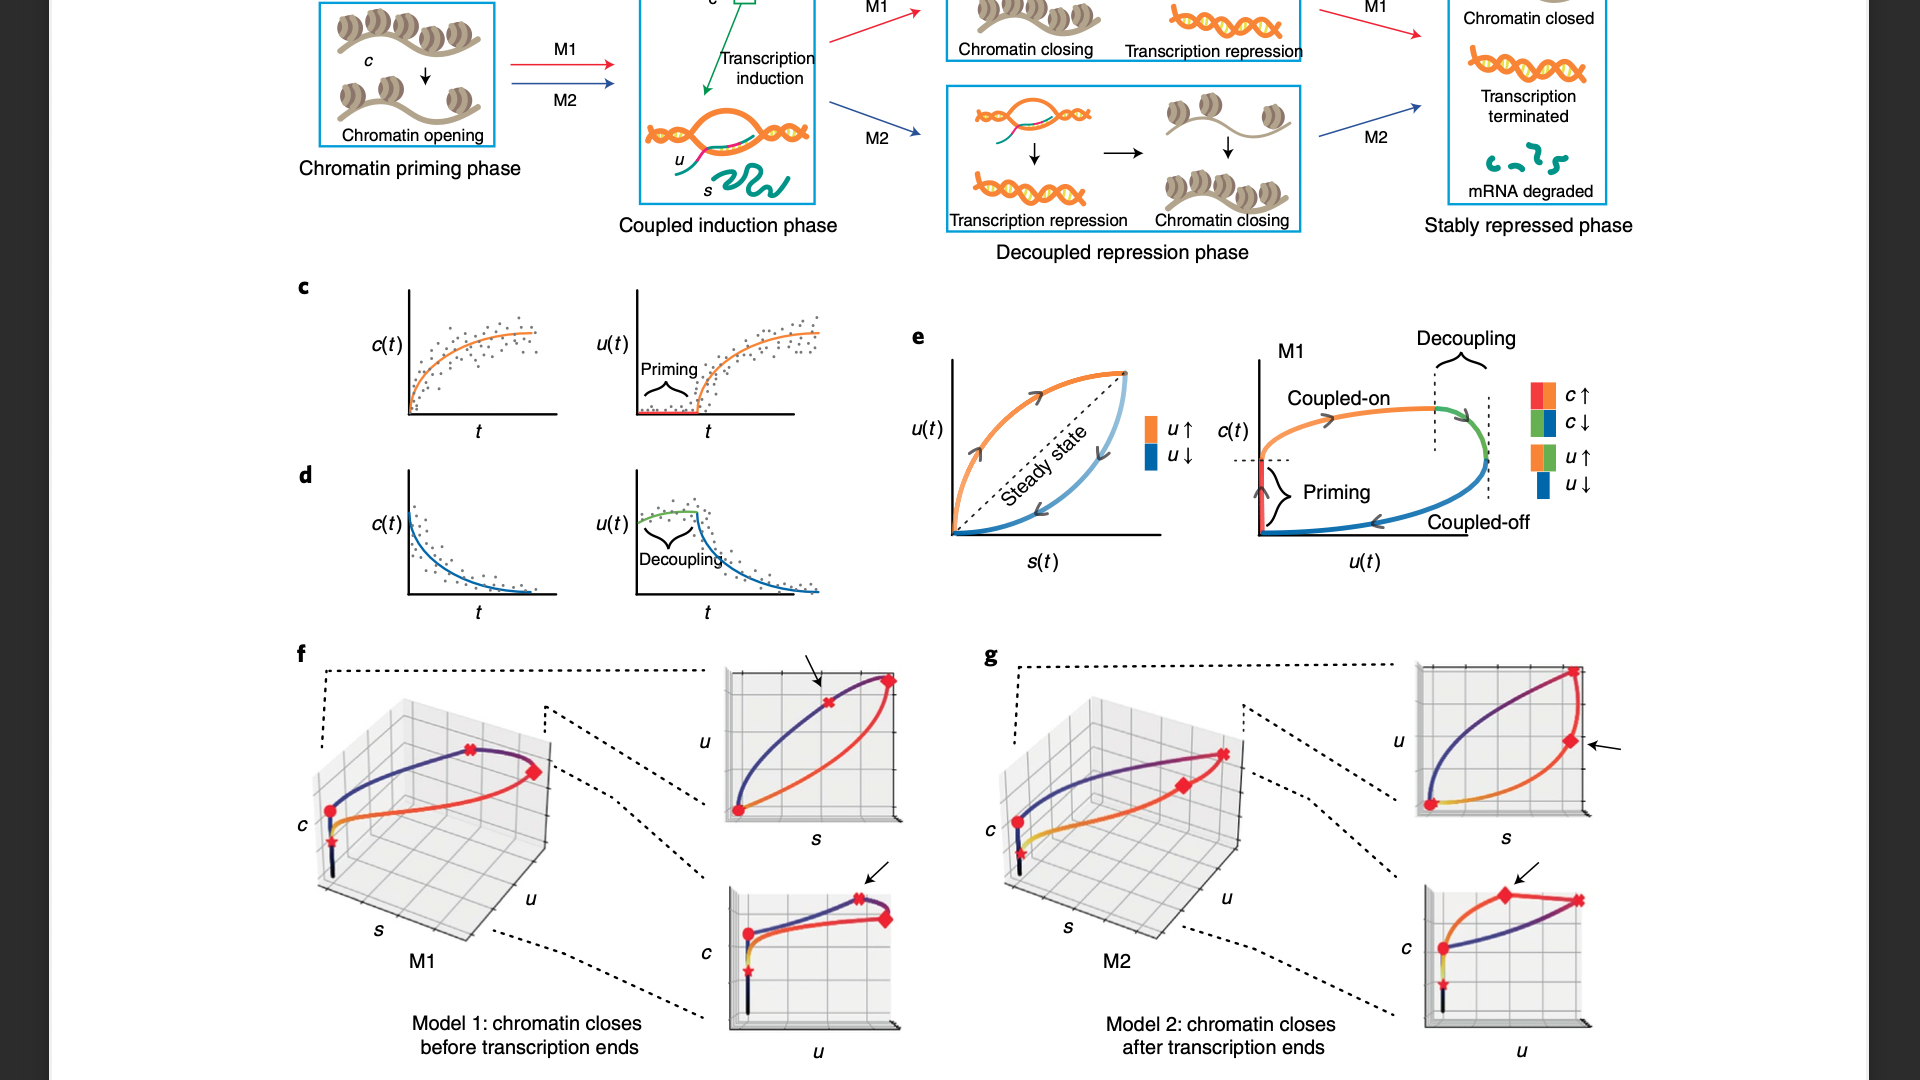 c
M1
M1
Chromatin closed
Chromatin closing
Transcription repression
M1
c
Transcription
induction
M2
Transcription
terminated
Chromatin opening
M2
M2
Chromatin priming phase
u
s
mRNA degraded
Transcription repression
Chromatin closing
Coupled induction phase
Stably repressed phase
Decoupled repression phase
c
c(t)
t
u(t)
Priming
t
d
c(t)
t
u(t)
Decoupling
t
e
u(t)
Steady state
s(t)
u ↑
u ↓
M1
Decoupling
Coupled-on
c(t)
Priming
Coupled-off
u(t)
c ↑
c ↓
u ↑
u ↓
f
c
s
u
M1
u
s
c
u
Model 1: chromatin closes
before transcription ends
g
c
s
u
M2
u
s
c
u
Model 2: chromatin closes
after transcription ends